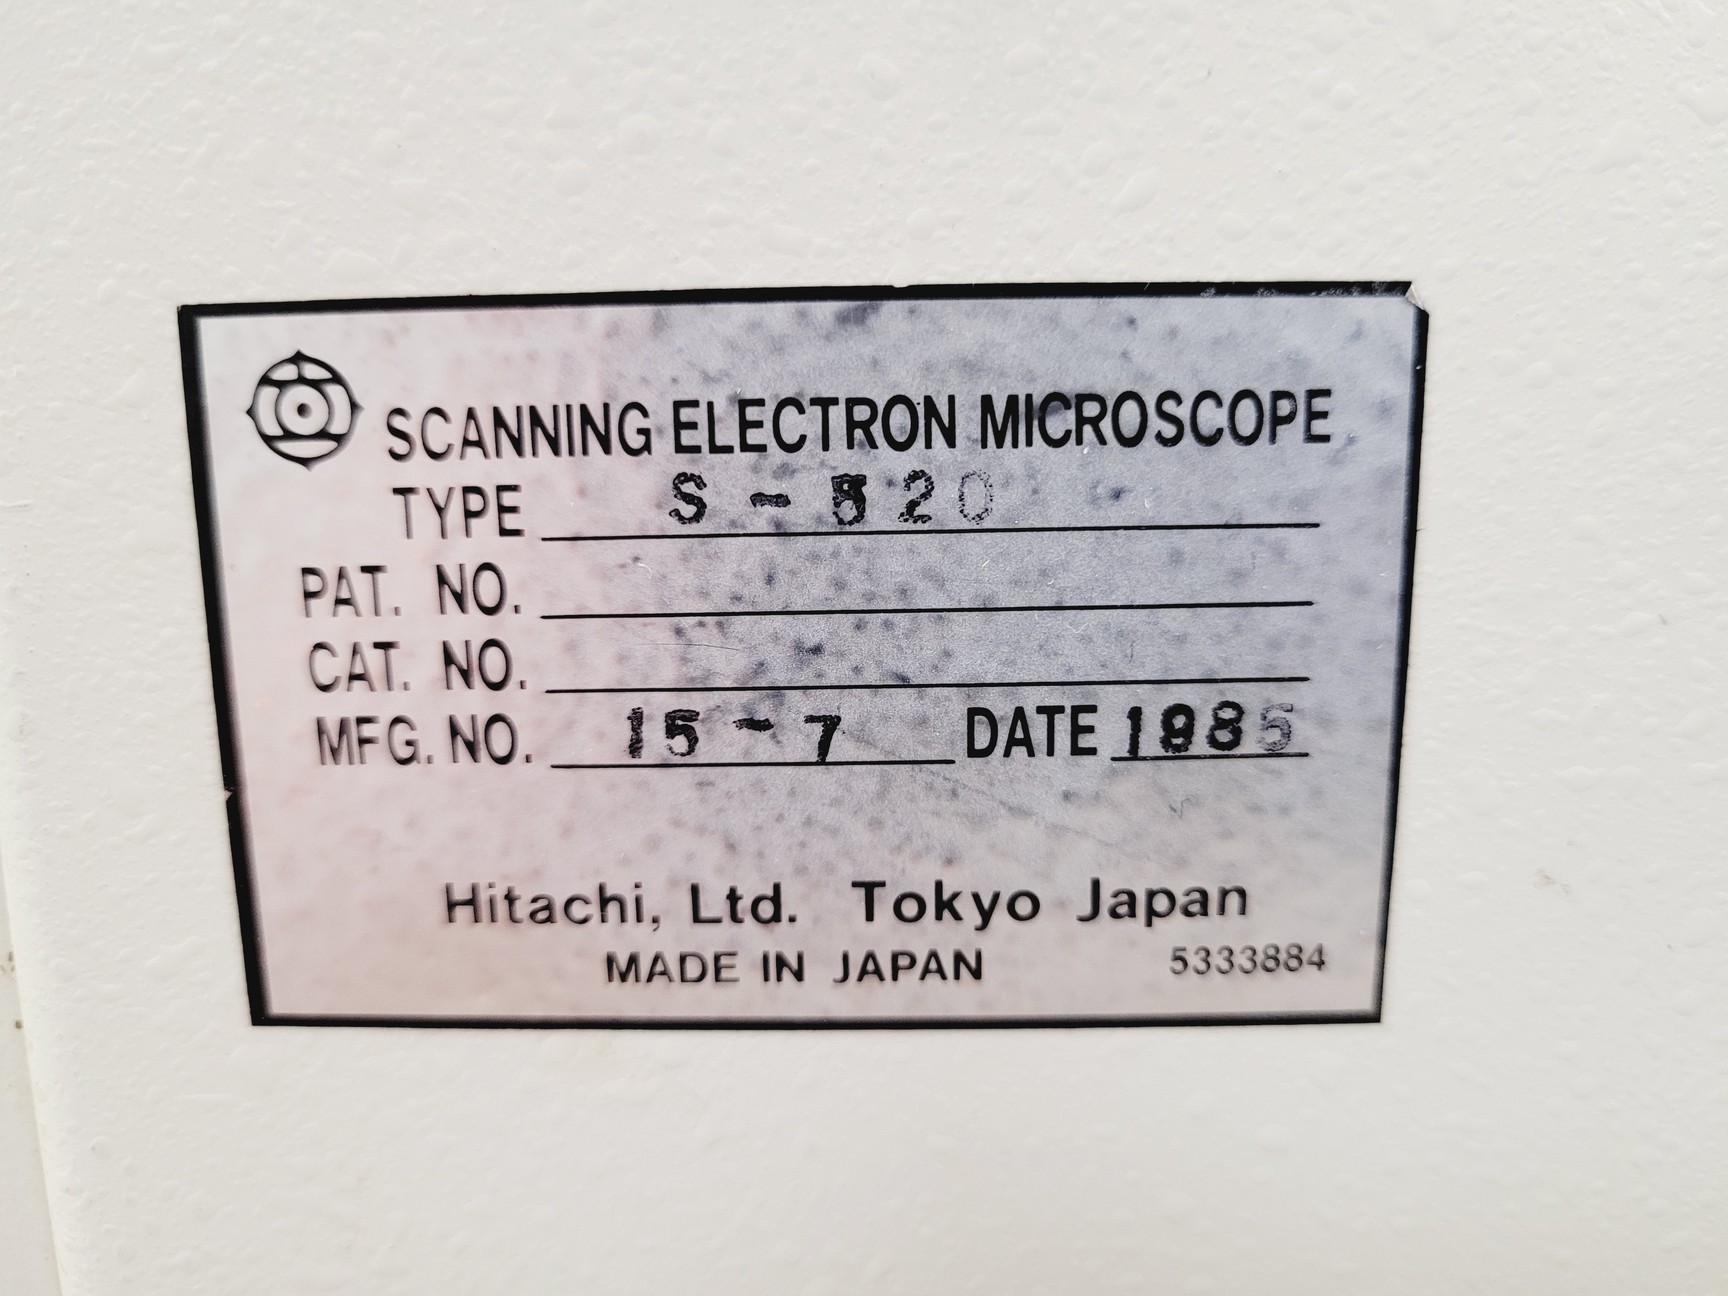 SCANNING ELECTRON MICROSCOPE
TYPE S-520
PAT. NO.
CAT. NO.
MFG. NO. 15-7 DATE 1985
Hitachi, Ltd. Tokyo Japan
MADE IN JAPAN 5333884